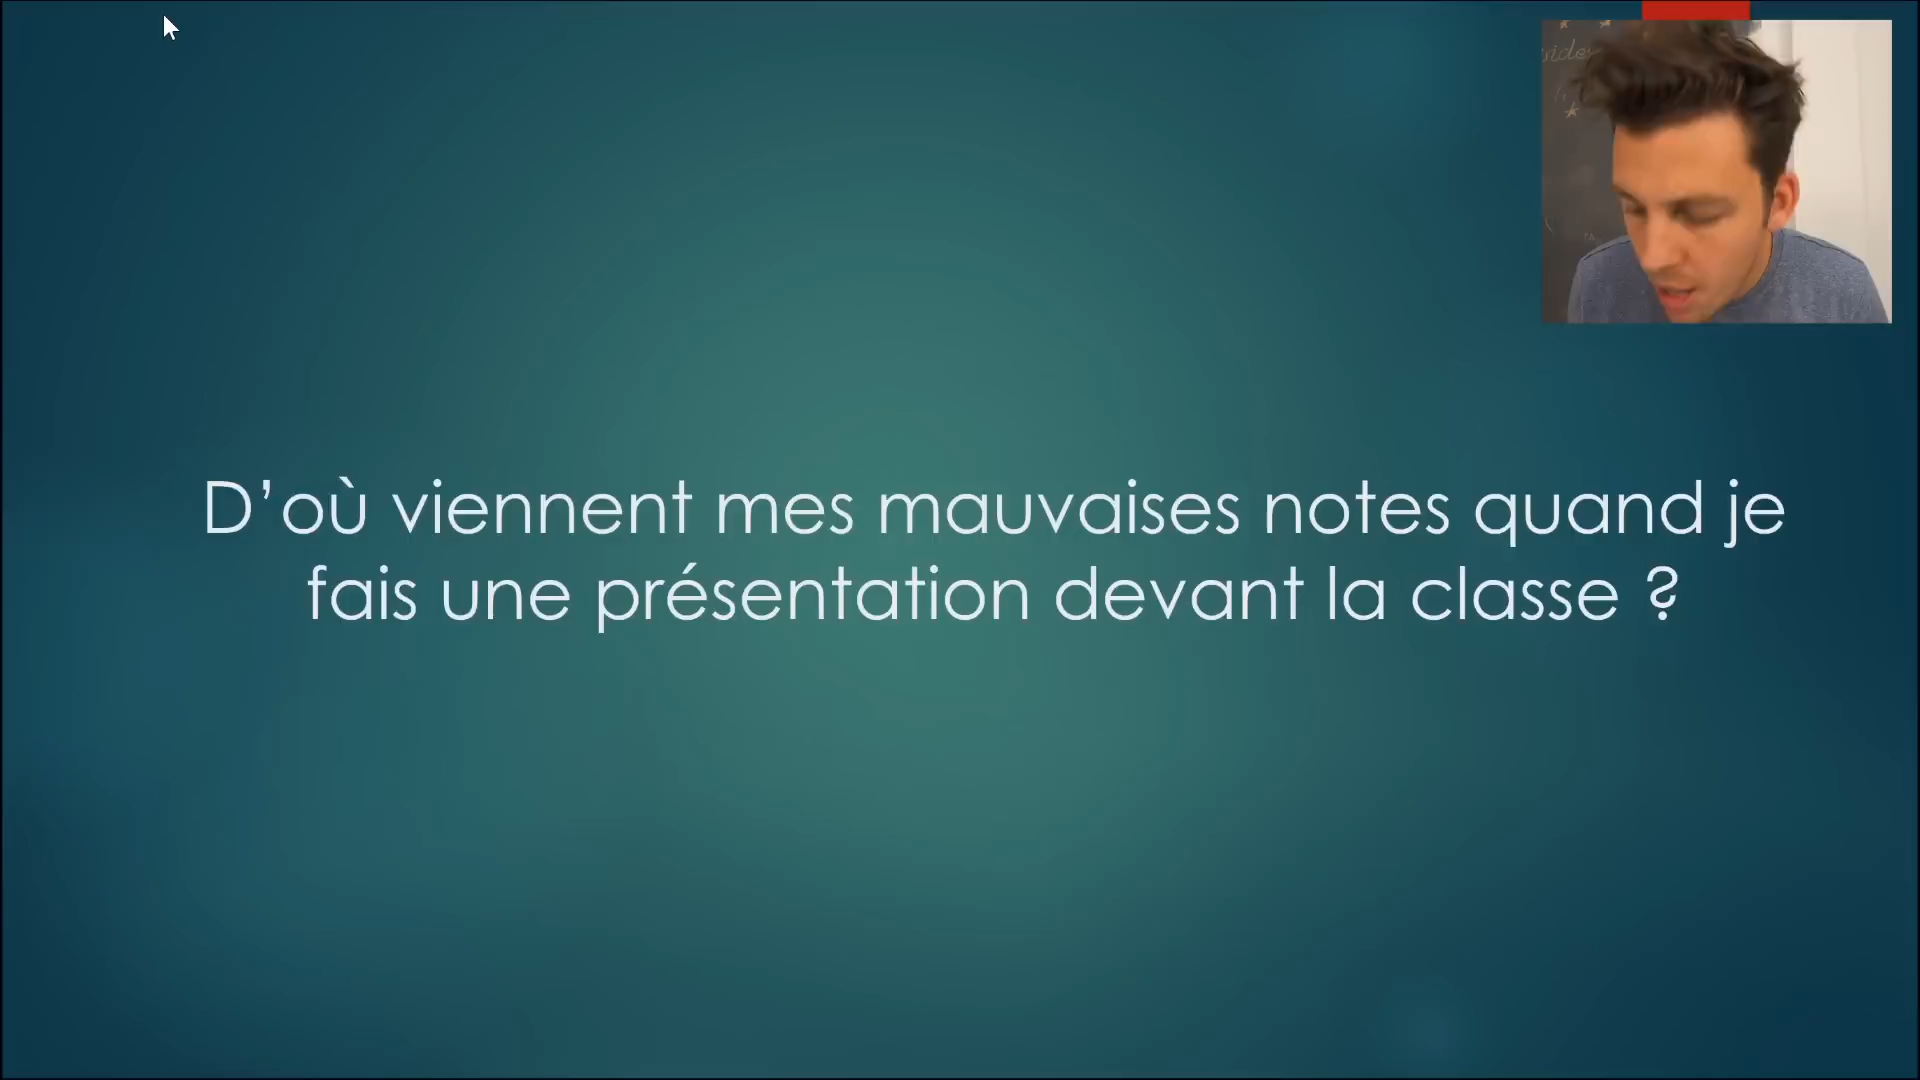 D’où viennent mes mauvaises notes quand je
fais une présentation devant la classe ?